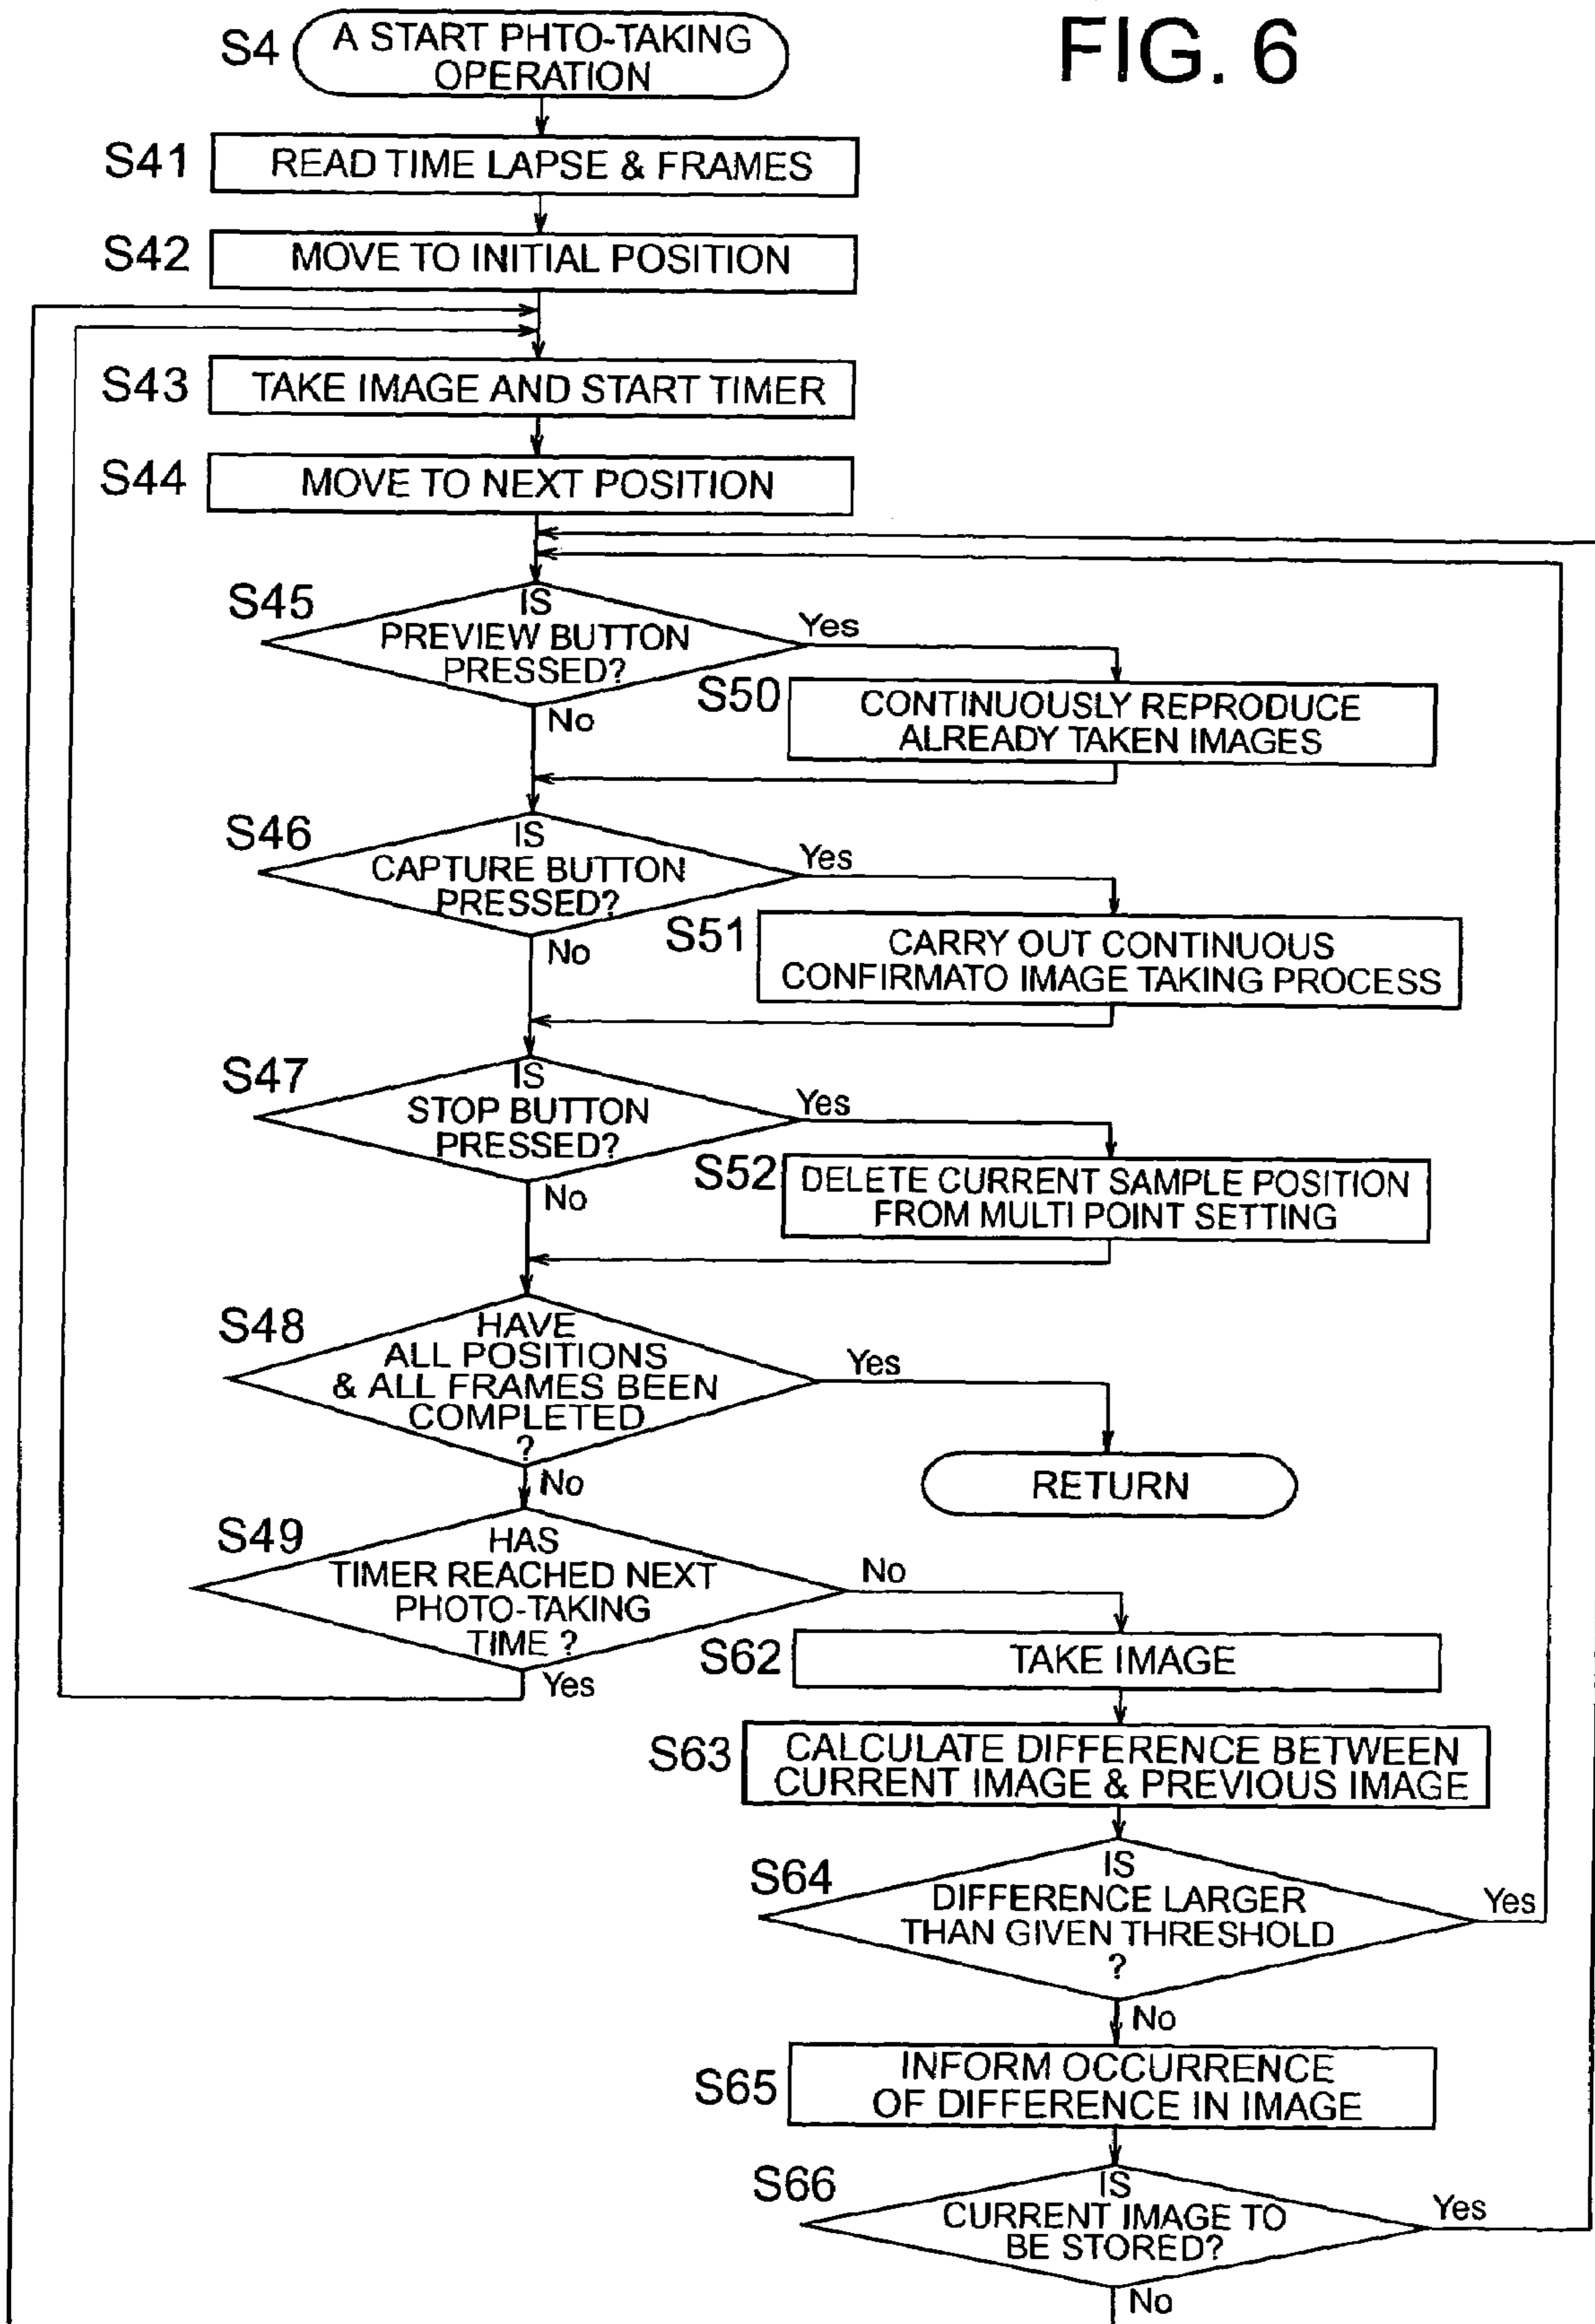 FIG. 6
S4
A START PHTO-TAKING
OPERATION
S41
READ TIME LAPSE & FRAMES
S42
MOVE TO INITIAL POSITION
S43
TAKE IMAGE AND START TIMER
S44
MOVE TO NEXT POSITION
S45
IS
PREVIEW BUTTON
PRESSED?
Yes
No
S50
CONTINUOUSLY REPRODUCE
ALREADY TAKEN IMAGES
S46
IS
CAPTURE BUTTON
PRESSED?
Yes
No
S51
CARRY OUT CONTINUOUS
CONFIRMATO IMAGE TAKING PROCESS
S47
IS
STOP BUTTON
PRESSED?
Yes
No
S52
DELETE CURRENT SAMPLE POSITION
FROM MULTI POINT SETTING
S48
HAVE
ALL POSITIONS
& ALL FRAMES BEEN
COMPLETED
?
Yes
No
RETURN
S49
HAS
TIMER REACHED NEXT
PHOTO-TAKING
TIME ?
No
Yes
S62
TAKE IMAGE
S63
CALCULATE DIFFERENCE BETWEEN
CURRENT IMAGE & PREVIOUS IMAGE
S64
IS
DIFFERENCE LARGER
THAN GIVEN THRESHOLD
?
Yes
No
S65
INFORM OCCURRENCE
OF DIFFERENCE IN IMAGE
S66
IS
CURRENT IMAGE TO
BE STORED?
Yes
No